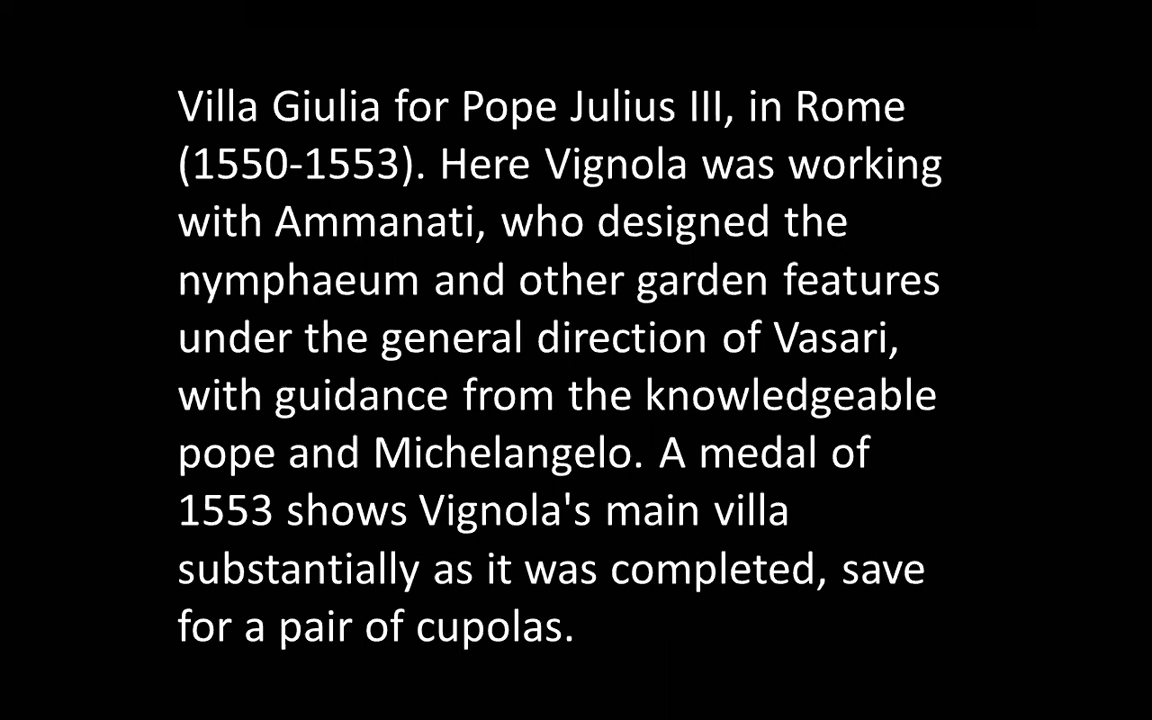 Villa Giulia for Pope Julius III, in Rome
(1550-1553). Here Vignola was working
with Ammanati, who designed the
nymphaeum and other garden features
under the general direction of Vasari,
with guidance from the knowledgeable
pope and Michelangelo. A medal of
1553 shows Vignola's main villa
substantially as it was completed, save
for a pair of cupolas.